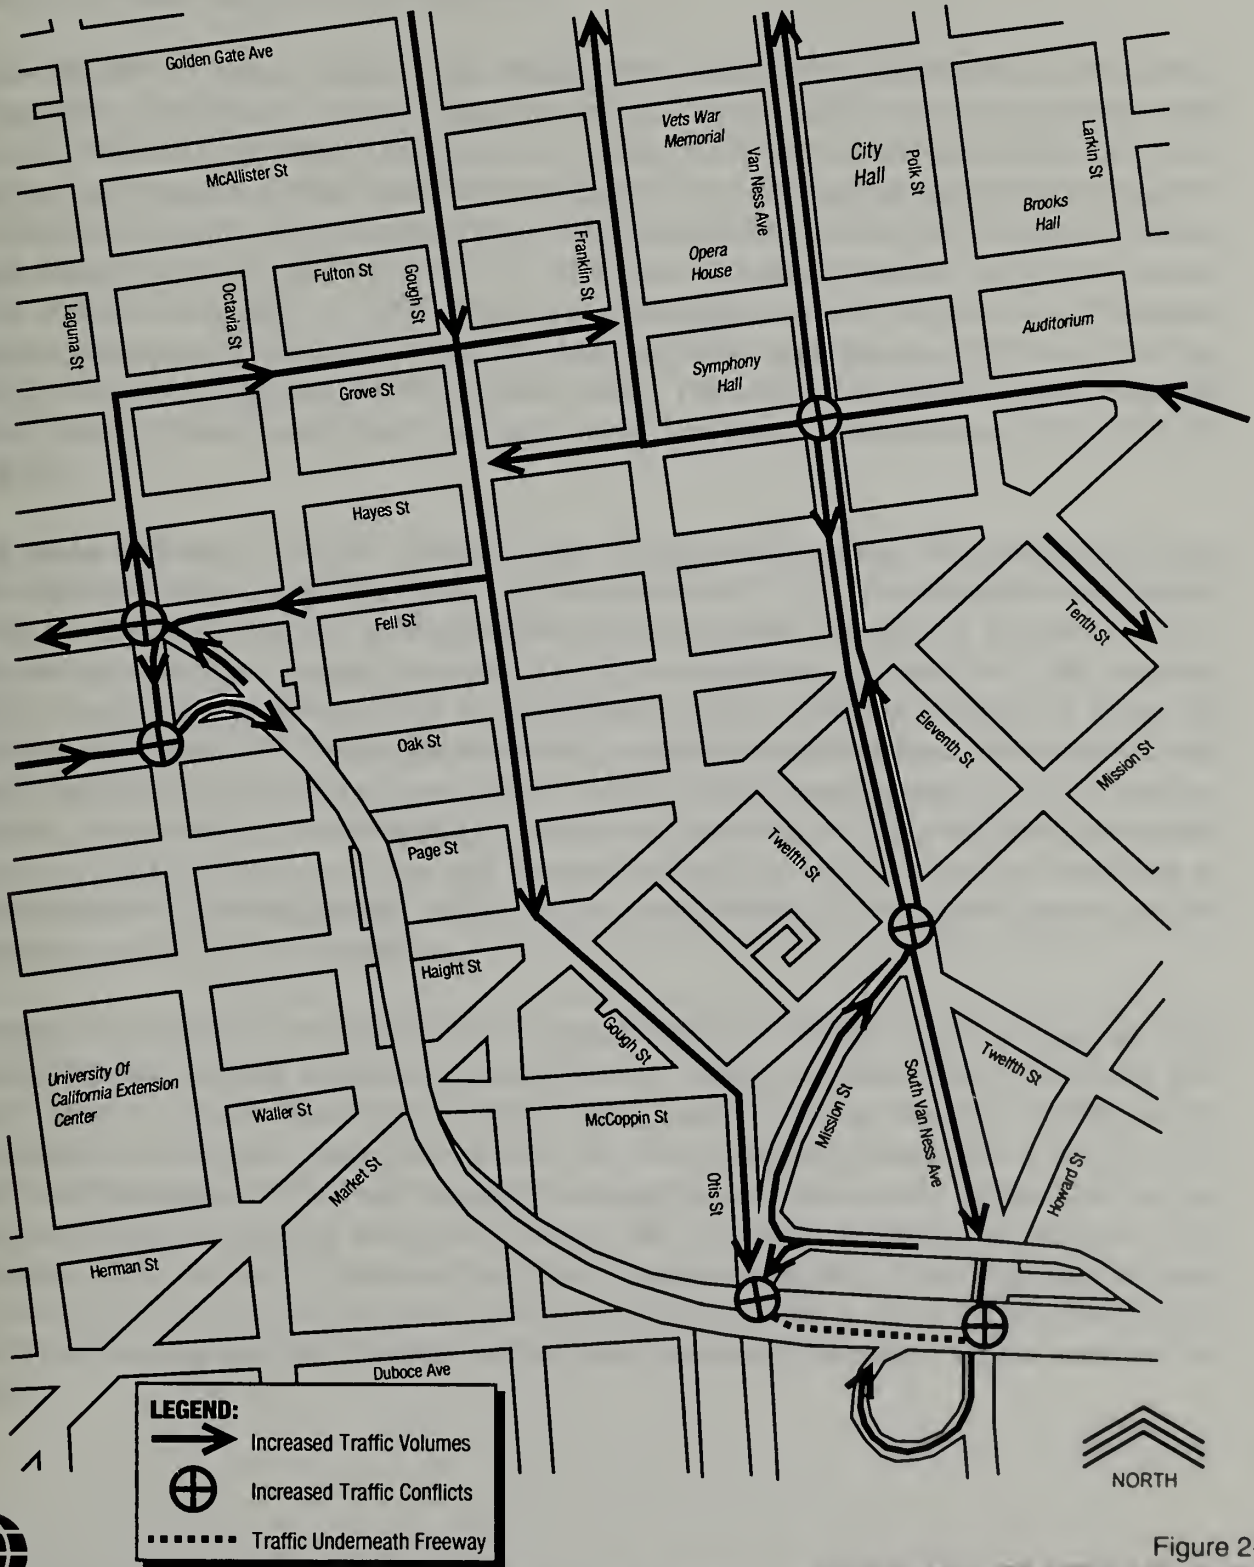 Golden Gate Ave
McAllister St
Vets War
Memorial
Van Ness Ave
City
Hall
Polk St
Larkin St
Brooks
Hall
Fulton St
Gough St
Franklin St
Opera
House
Laguna St
Octavia St
Auditorium
Symphony
Hall
Grove St
Hayes St
Fell St
Tenth St
Oak St
Eleventh St
Mission St
Page St
Twelfth St
Haight St
Gough St
University Of
California Extension
Center
Waller St
McCoppin St
Mission St
South Van Ness Ave
Twelfth St
Market St
Otis St
Howard St
Herman St
Duboce Ave
LEGEND:
Increased Traffic Volumes
Increased Traffic Conflicts
Traffic Underneath Freeway
NORTH
Figure 2